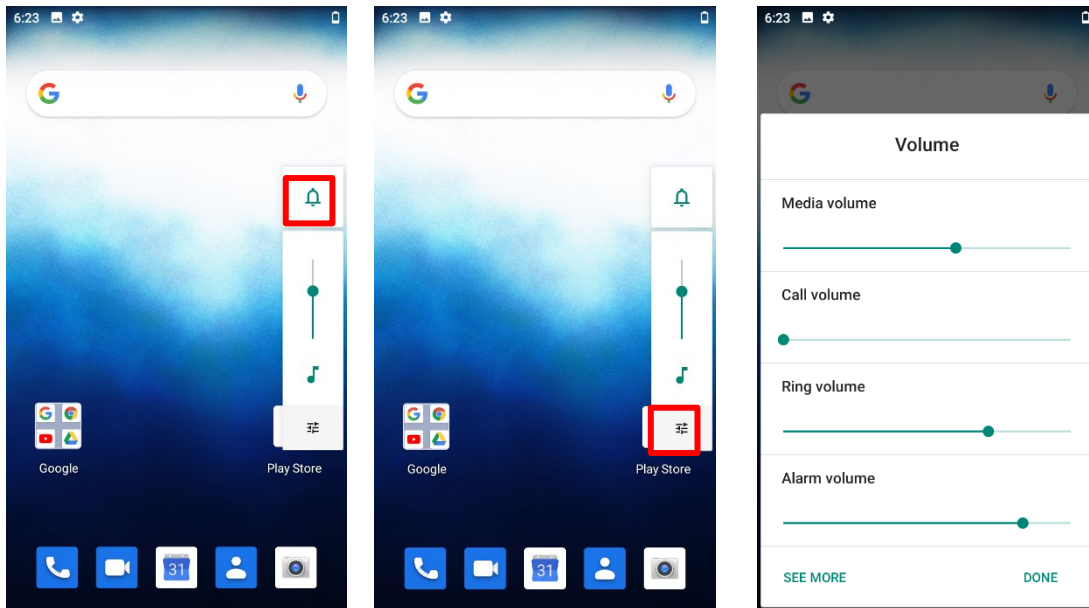 6:23
31
Google
Play Store
6:23
31
Google
Play Store
6:23
Volume
Media volume
Call volume
Ring volume
Alarm volume
SEE MORE
DONE